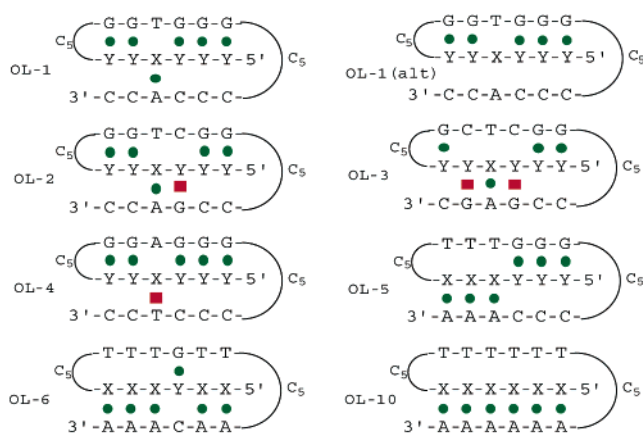 G-G-T-G-G-G
C5
Y-Y-X-Y-Y-Y-5'
C5
OL-1
3'-C-C-A-C-C-C
G-G-T-G-G-G
C5
Y-Y-X-Y-Y-Y-5'
C5
OL-1(alt)
3'-C-C-A-C-C-C
G-G-T-C-G-G
C5
Y-Y-X-Y-Y-Y-5'
C5
OL-2
3'-C-C-A-G-C-C
G-C-T-C-G-G
C5
Y-Y-X-Y-Y-Y-5'
C5
OL-3
3'-C-G-A-G-C-C
G-G-A-G-G-G
C5
Y-Y-X-Y-Y-Y-5'
C5
OL-4
3'-C-C-T-C-C-C
T-T-T-G-G-G
C5
X-X-X-Y-Y-Y-5'
C5
OL-5
3'-A-A-A-C-C-C
T-T-T-G-T-T
C5
X-X-X-Y-X-X-5'
C5
OL-6
3'-A-A-A-C-A-A
T-T-T-T-T-T
C5
X-X-X-X-X-X-5'
C5
OL-10
3'-A-A-A-A-A-A